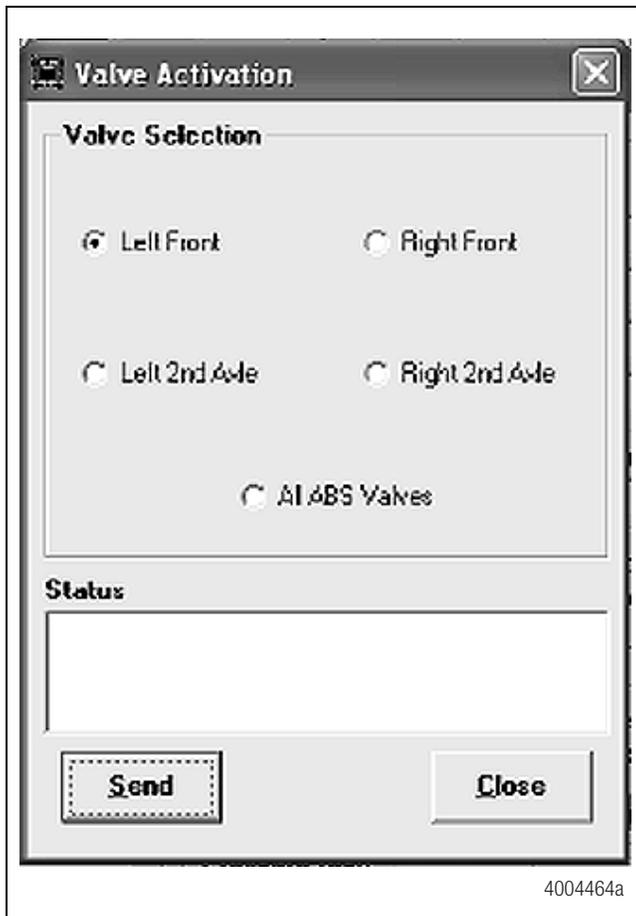 Valve Activation
Valve Selection
Left Front
Right Front
Left 2nd Axle
Right 2nd Axle
All ABS Valves
Status
Send
Close
4004464a